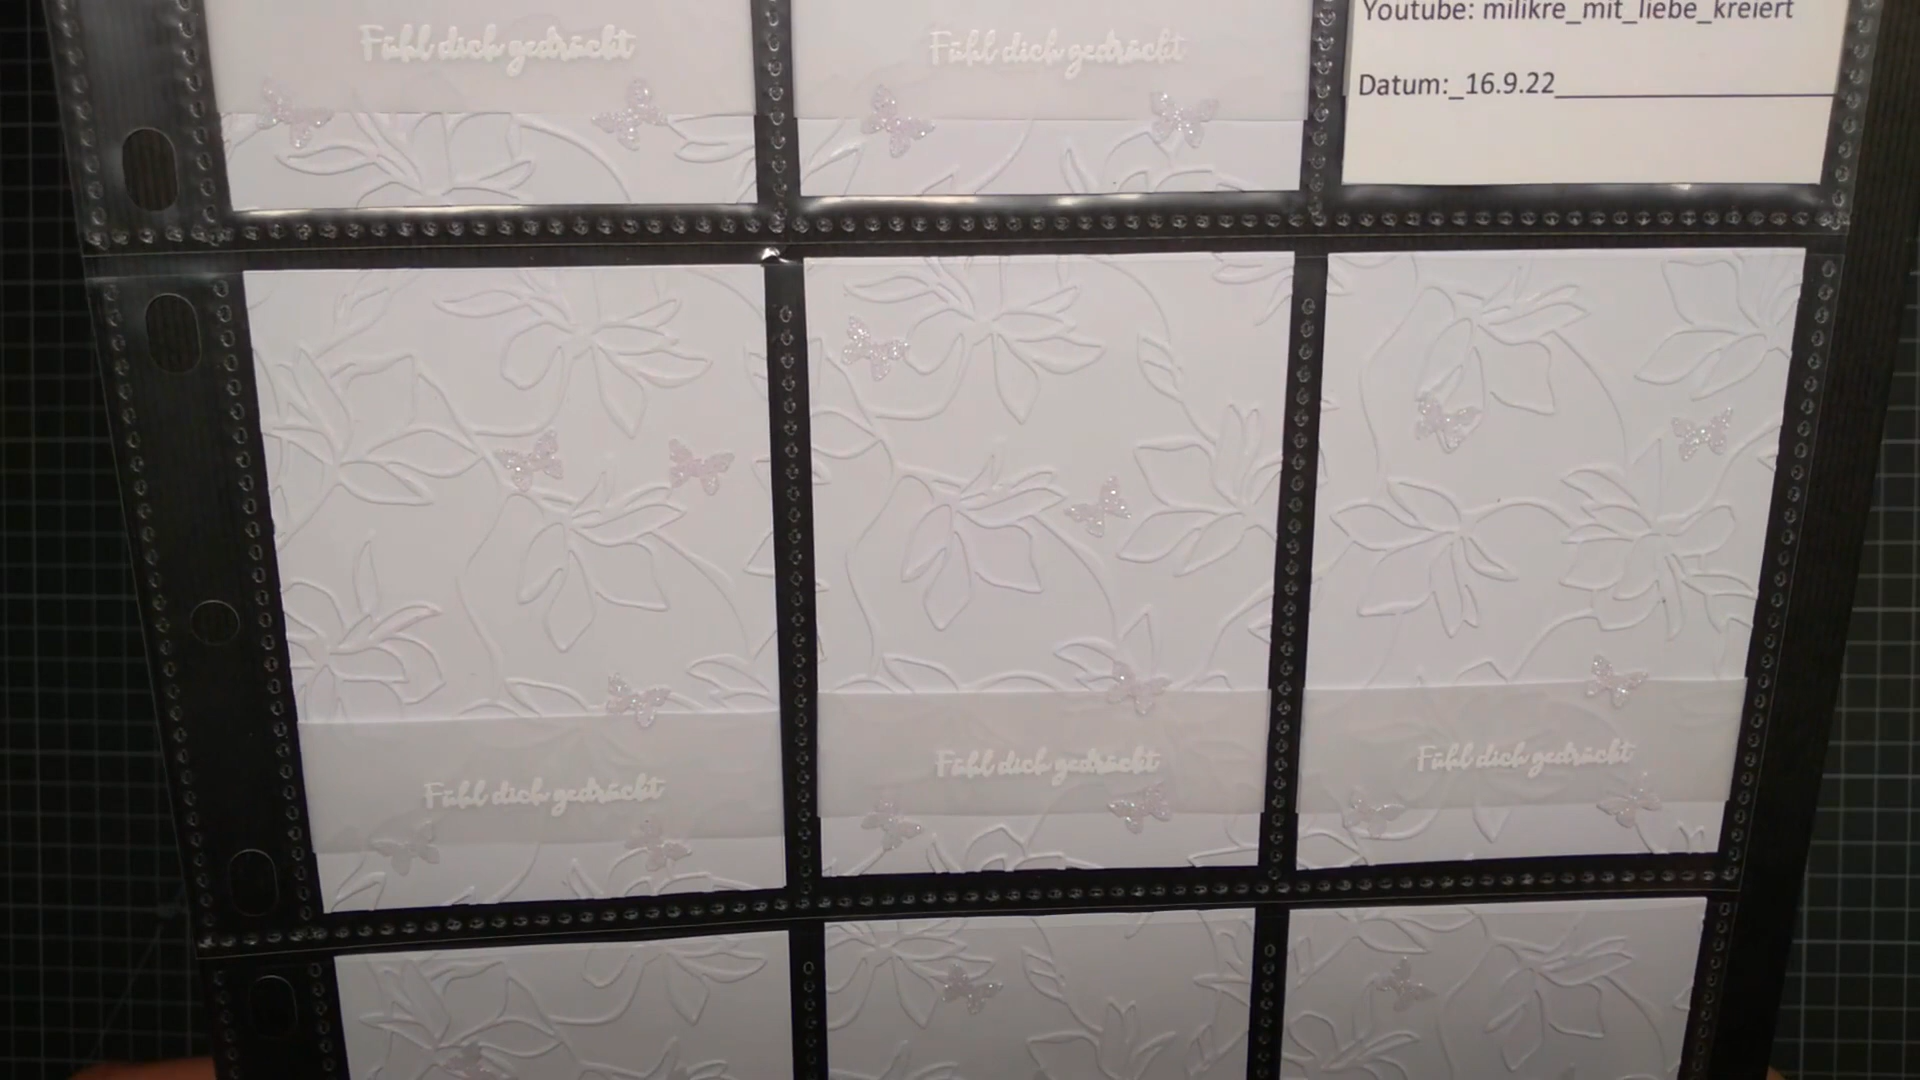 Fühl dich gedrückt
Fühl dich gedrückt
Youtube: milikre_mit_liebe_kreiert
Datum:_16.9.22____________________
Fühl dich gedrückt
Fühl dich gedrückt
Fühl dich gedrückt